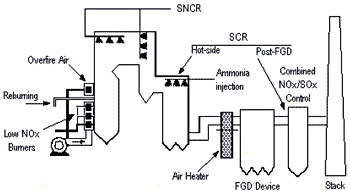 SNCR
SCR
Hot-side
Post-FGD
Overfire Air
Ammonia
injection
Combined
NOx/SOx
Control
Reburning
Low NOx
Burners
Air Heater
FGD Device
Stack